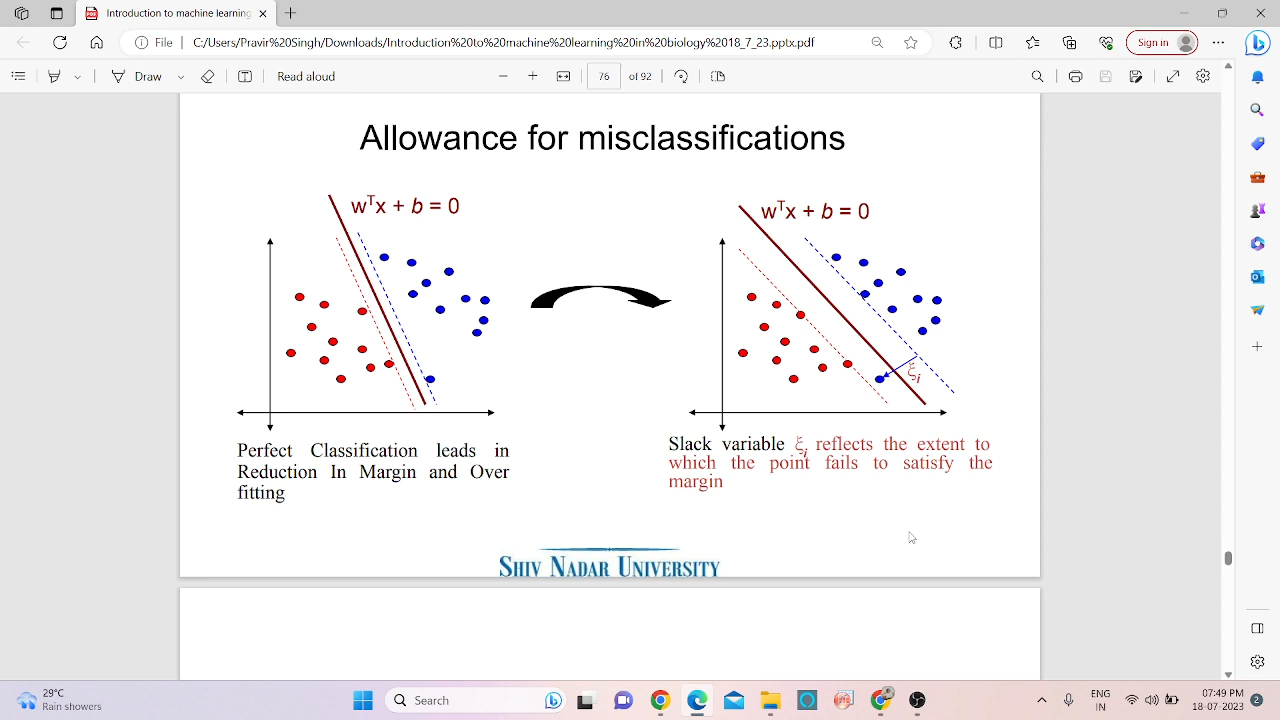 Introduction to machine learning
File
C:/Users/Pravir%20Singh/Downloads/Introduction%20to%20machine%20learning%20in%20biology%2018_7_23.pptx.pdf
Sign in
Draw
Read aloud
76 of 92
Allowance for misclassifications
wᵀx + b = 0
wᵀx + b = 0
ξi
Perfect Classification leads in
Reduction In Margin and Over
fitting
Slack variable ξi reflects the extent to
which the point fails to satisfy the
margin
SHIV NADAR UNIVERSITY
29°C
Rain showers
Search
ENG
IN
07:49 PM
18-07-2023
2